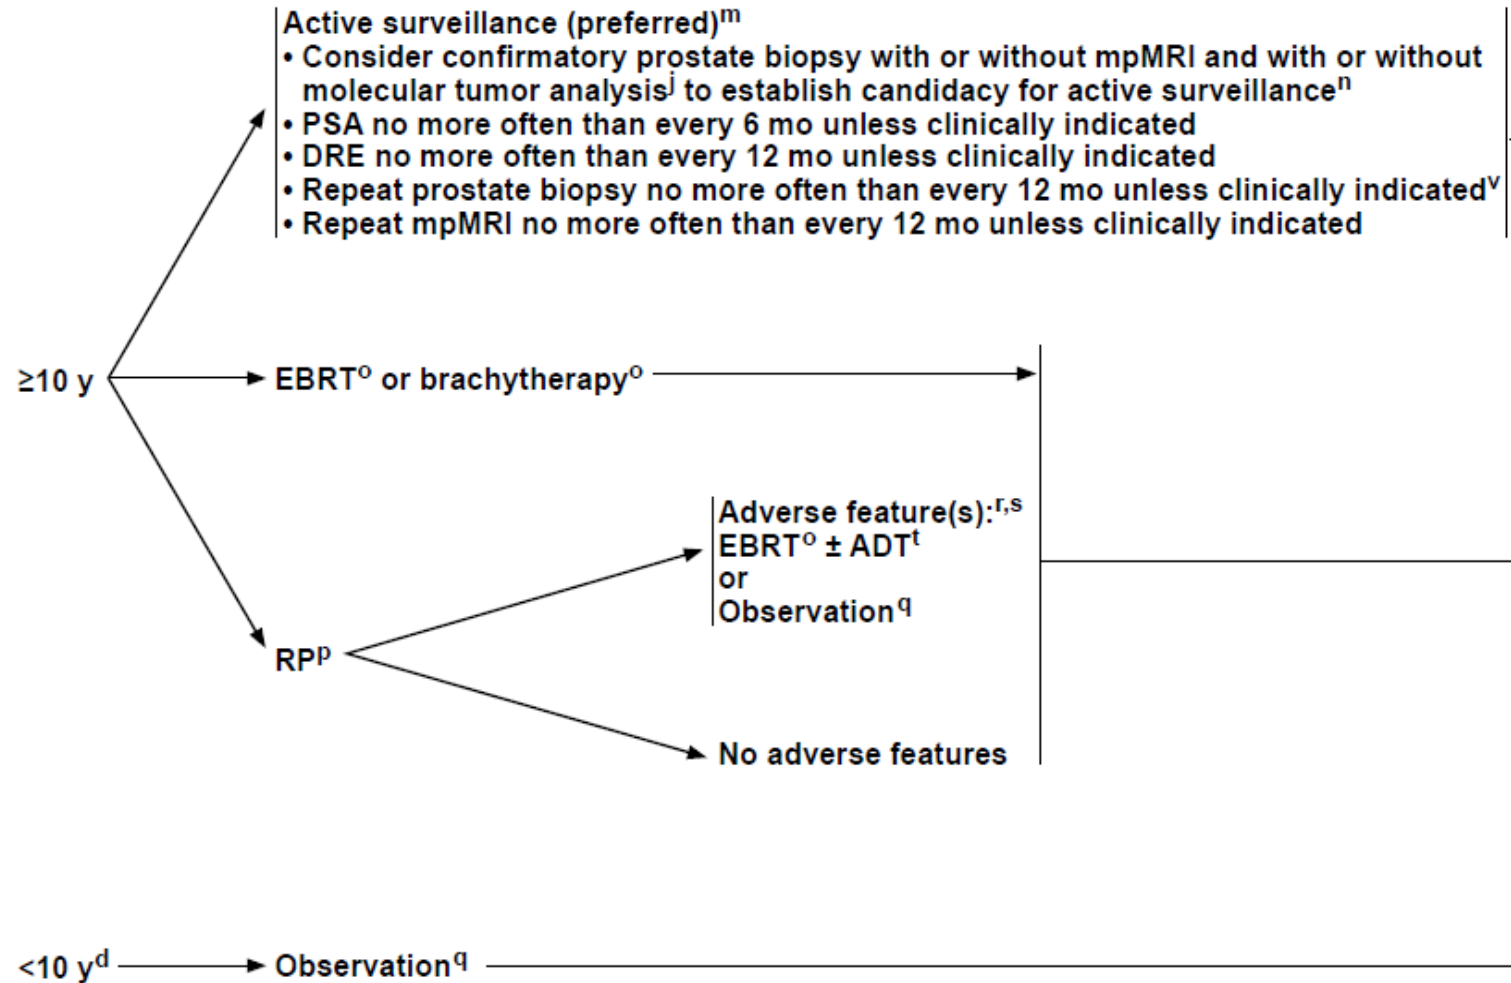 Active surveillance (preferred)ᵐ
• Consider confirmatory prostate biopsy with or without mpMRI and with or without
molecular tumor analysisʲ to establish candidacy for active surveillanceⁿ
• PSA no more often than every 6 mo unless clinically indicated
• DRE no more often than every 12 mo unless clinically indicated
• Repeat prostate biopsy no more often than every 12 mo unless clinically indicatedᵛ
• Repeat mpMRI no more often than every 12 mo unless clinically indicated
≥10 y
EBRTᵒ or brachytherapyᵒ
Adverse feature(s):ʳ,ˢ
EBRTᵒ ± ADTᵗ
or
Observation^q
RPᵖ
No adverse features
<10 yᵈ
Observation^q